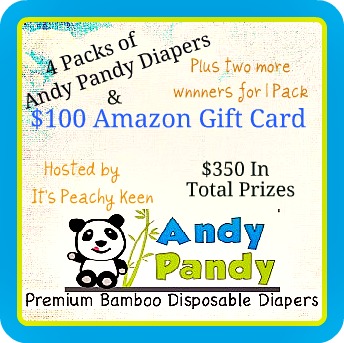 4 Packs of
Andy Pandy Diapers
&
Plus two more
wnners for 1 Pack
$100 Amazon Gift Card
Hosted by
It's Peachy Keen
$350 In
Total Prizes
Andy
Pandy
Premium Bamboo Disposable Diapers